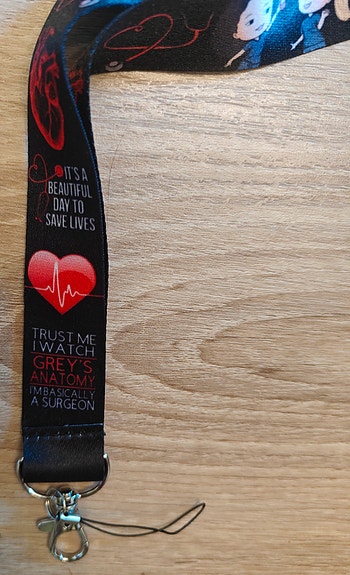 IT'S A
BEAUTIFUL
DAY TO
SAVE LIVES
TRUST ME
I WATCH
GREY'S
ANATOMY
I'M BASICALLY
A SURGEON